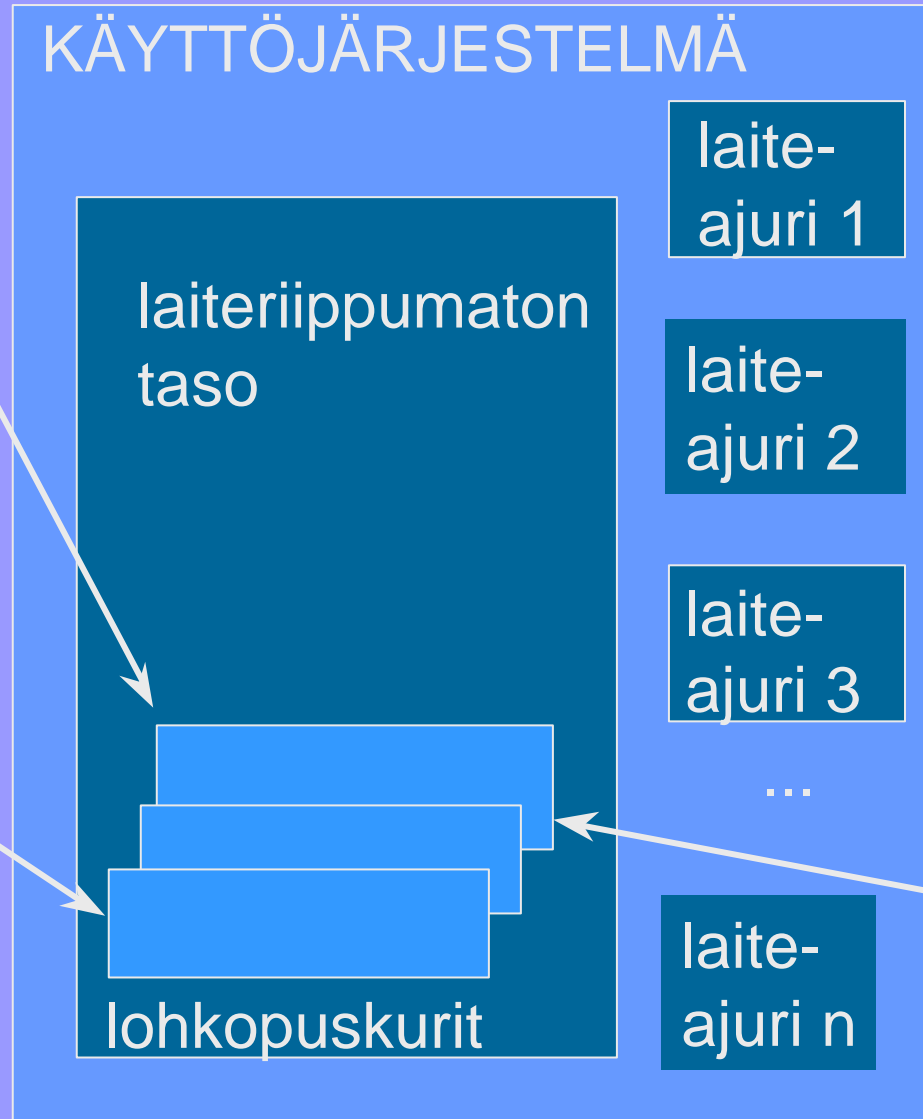 KÄYTTÖJÄRJESTELMÄ
laiteriippumaton
taso
lohkopuskurit
laite-
ajuri 1
laite-
ajuri 2
laite-
ajuri 3
...
laite-
ajuri n